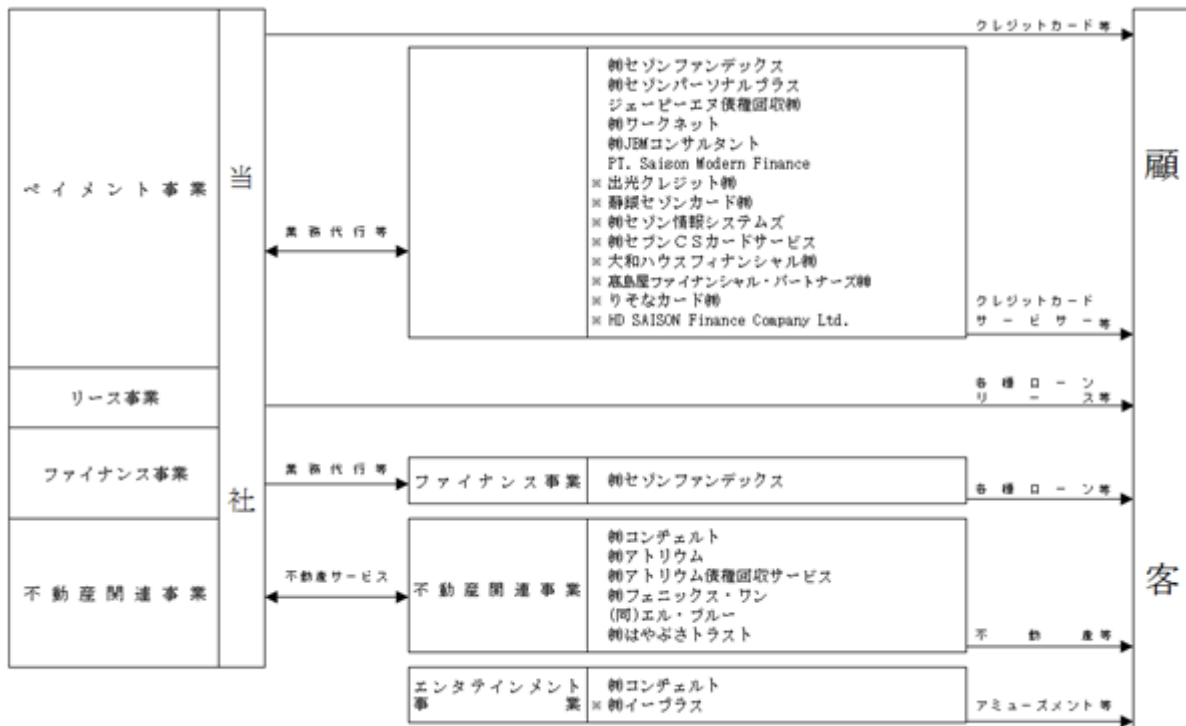 クレジットカード等
ペイメント事業
当
社
顧
客
㈱セゾンファンデックス
㈱セゾンパーソナルプラス
ジェーピーエヌ債権回収㈱
㈱ワークネット
㈱JBMコンサルタント
PT. Saison Modern Finance
※ 出光クレジット㈱
※ 静銀セゾンカード㈱
※ ㈱セゾン情報システムズ
※ ㈱セブンCSカードサービス
※ 大和ハウスフィナンシャル㈱
※ 髙島屋ファイナンシャル・パートナーズ㈱
※ りそなカード㈱
※ HD SAISON Finance Company Ltd.
業務代行等
クレジットカード
サービサー等
リース事業
各種ローン
リース等
ファイナンス事業
業務代行等
ファイナンス事業
㈱セゾンファンデックス
各種ローン等
不動産関連事業
不動産サービス
不動産関連事業
㈱コンチェルト
㈱アトリウム
㈱アトリウム債権回収サービス
㈱フェニックス・ワン
(同)エル・ブルー
㈱はやぶさトラスト
不動産等
エンタテインメント
事業
㈱コンチェルト
※ ㈱イープラス
アミューズメント等